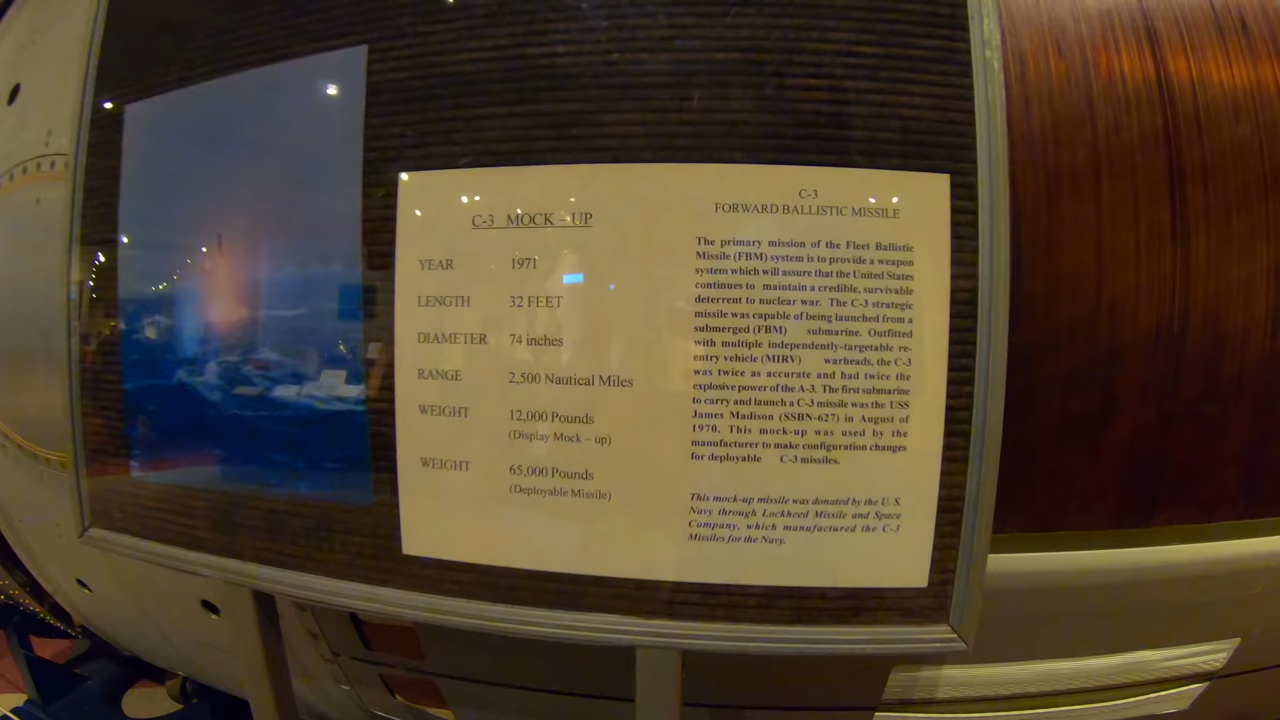 C-3 MOCK – UP
YEAR 1971
LENGTH 32 FEET
DIAMETER 74 inches
RANGE 2,500 Nautical Miles
WEIGHT 12,000 Pounds
(Display Mock – up)
WEIGHT 65,000 Pounds
(Deployable Missile)
C-3
FORWARD BALLISTIC MISSILE
The primary mission of the Fleet Ballistic
Missile (FBM) system is to provide a weapon
system which will assure that the United States
continues to maintain a credible, survivable
deterrent to nuclear war. The C-3 strategic
missile was capable of being launched from a
submerged (FBM) submarine. Outfitted
with multiple independently-targetable re-
entry vehicle (MIRV) warheads, the C-3
was twice as accurate and had twice the
explosive power of the A-3. The first submarine
to carry and launch a C-3 missile was the USS
James Madison (SSBN-627) in August of
1970. This mock-up was used by the
manufacturer to make configuration changes
for deployable C-3 missiles.
This mock-up missile was donated by the U. S.
Navy through Lockheed Missile and Space
Company, which manufactured the C-3
Missiles for the Navy.